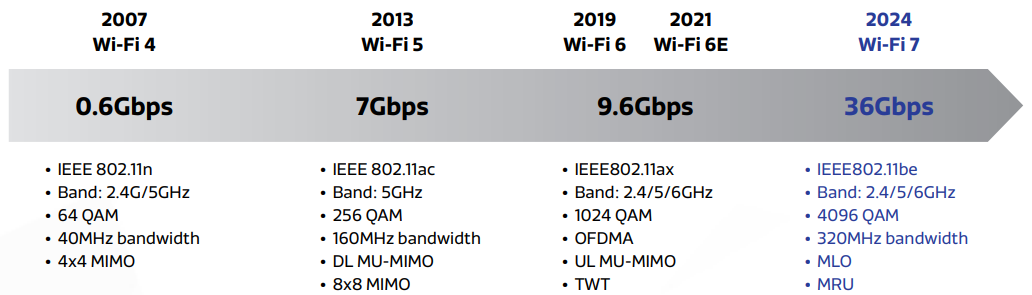 2007
Wi-Fi 4
2013
Wi-Fi 5
2019
Wi-Fi 6
2021
Wi-Fi 6E
2024
Wi-Fi 7
0.6Gbps
7Gbps
9.6Gbps
36Gbps
• IEEE 802.11n
• Band: 2.4G/5GHz
• 64 QAM
• 40MHz bandwidth
• 4x4 MIMO
• IEEE 802.11ac
• Band: 5GHz
• 256 QAM
• 160MHz bandwidth
• DL MU-MIMO
• 8x8 MIMO
• IEEE802.11ax
• Band: 2.4/5/6GHz
• 1024 QAM
• OFDMA
• UL MU-MIMO
• TWT
• IEEE802.11be
• Band: 2.4/5/6GHz
• 4096 QAM
• 320MHz bandwidth
• MLO
• MRU